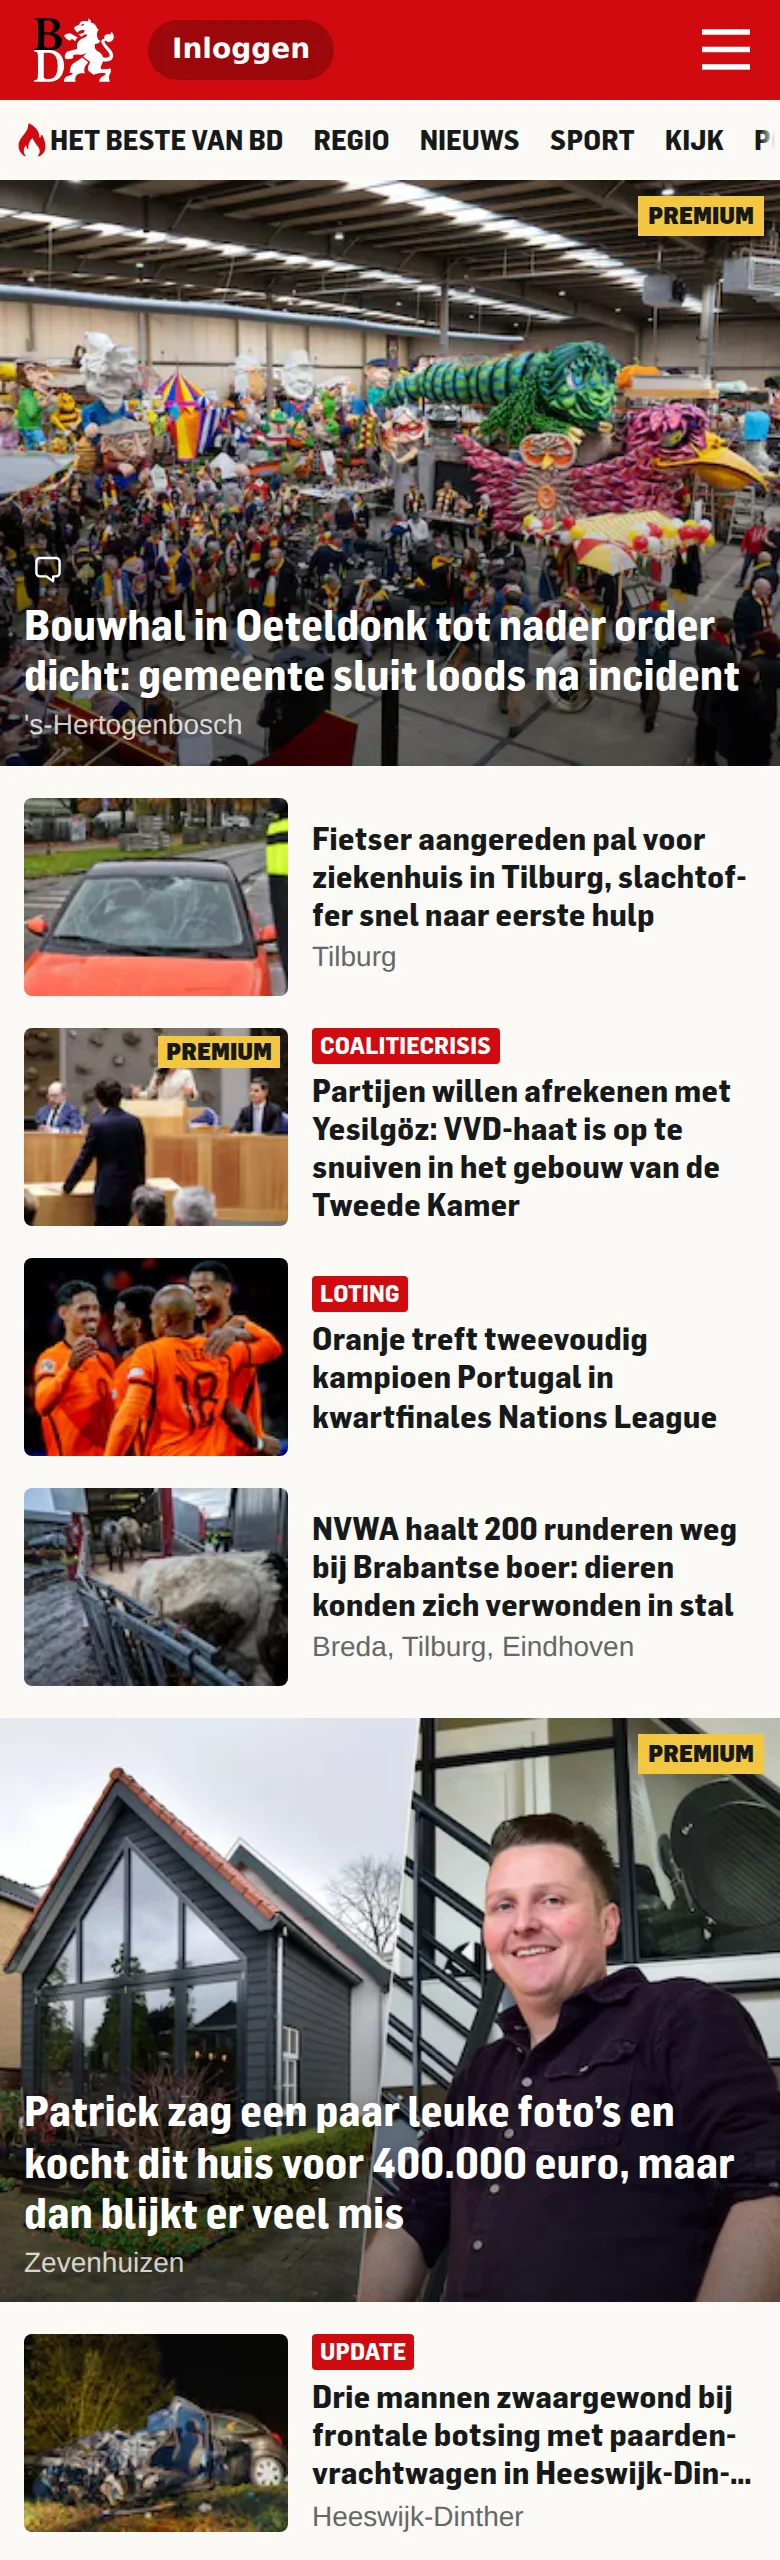 B
D
Inloggen
HET BESTE VAN BD REGIO NIEUWS SPORT KIJK
PREMIUM
Bouwhal in Oeteldonk tot nader order
dicht: gemeente sluit loods na incident
's-Hertogenbosch
Fietser aangereden pal voor
ziekenhuis in Tilburg, slachtof-
fer snel naar eerste hulp
Tilburg
PREMIUM
COALITIECRISIS
Partijen willen afrekenen met
Yesilgöz: VVD-haat is op te
snuiven in het gebouw van de
Tweede Kamer
LOTING
Oranje treft tweevoudig
kampioen Portugal in
kwartfinales Nations League
18
NVWA haalt 200 runderen weg
bij Brabantse boer: dieren
konden zich verwonden in stal
Breda, Tilburg, Eindhoven
PREMIUM
Patrick zag een paar leuke foto’s en
kocht dit huis voor 400.000 euro, maar
dan blijkt er veel mis
Zevenhuizen
UPDATE
Drie mannen zwaargewond bij
frontale botsing met paarden-
vrachtwagen in Heeswijk-Din-...
Heeswijk-Dinther